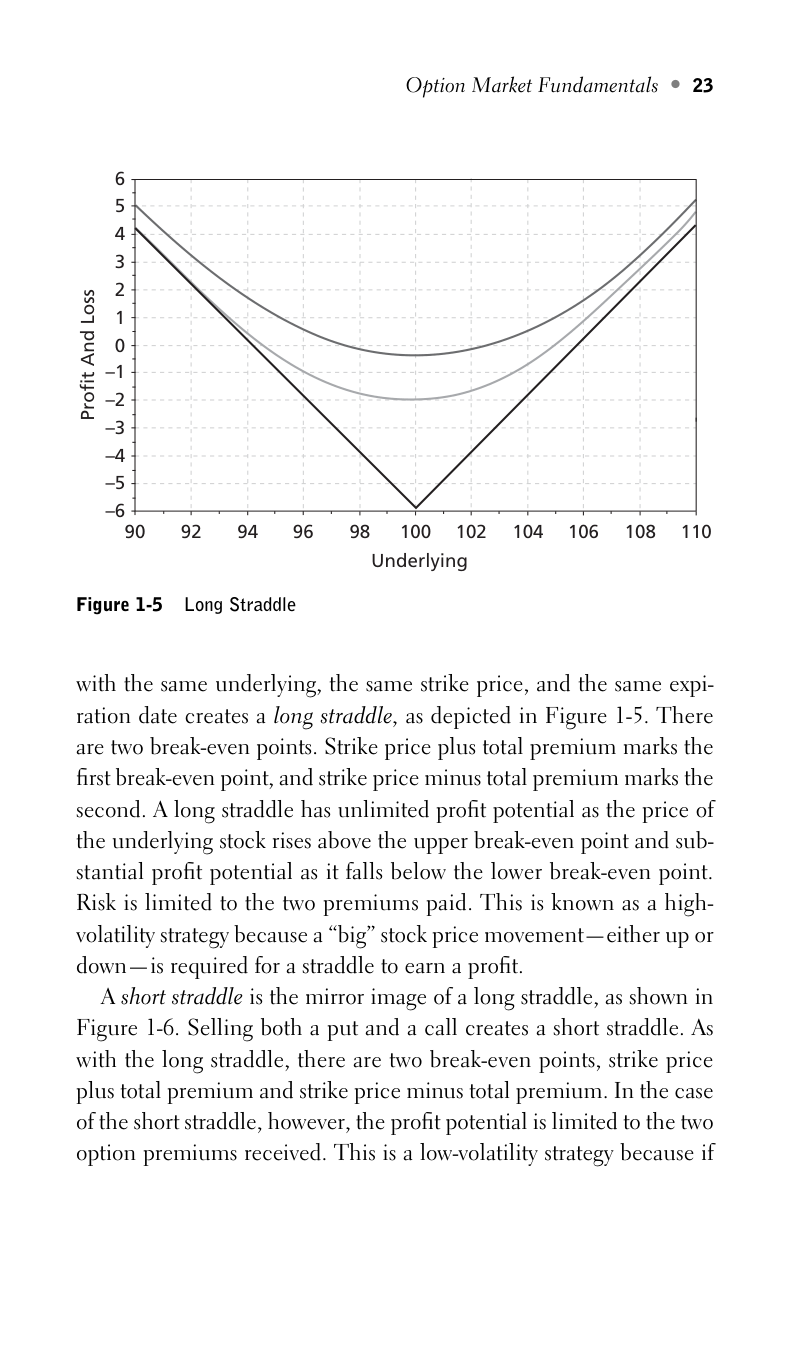 Option Market Fundamentals • 23
6
5
4
3
2
1
0
−1
−2
−3
−4
−5
−6
Profit And Loss
90 92 94 96 98 100 102 104 106 108 110
Underlying
Figure 1-5 Long Straddle
with the same underlying, the same strike price, and the same expi-
ration date creates a long straddle, as depicted in Figure 1-5. There
are two break-even points. Strike price plus total premium marks the
first break-even point, and strike price minus total premium marks the
second. A long straddle has unlimited profit potential as the price of
the underlying stock rises above the upper break-even point and sub-
stantial profit potential as it falls below the lower break-even point.
Risk is limited to the two premiums paid. This is known as a high-
volatility strategy because a “big” stock price movement—either up or
down—is required for a straddle to earn a profit.
A short straddle is the mirror image of a long straddle, as shown in
Figure 1-6. Selling both a put and a call creates a short straddle. As
with the long straddle, there are two break-even points, strike price
plus total premium and strike price minus total premium. In the case
of the short straddle, however, the profit potential is limited to the two
option premiums received. This is a low-volatility strategy because if